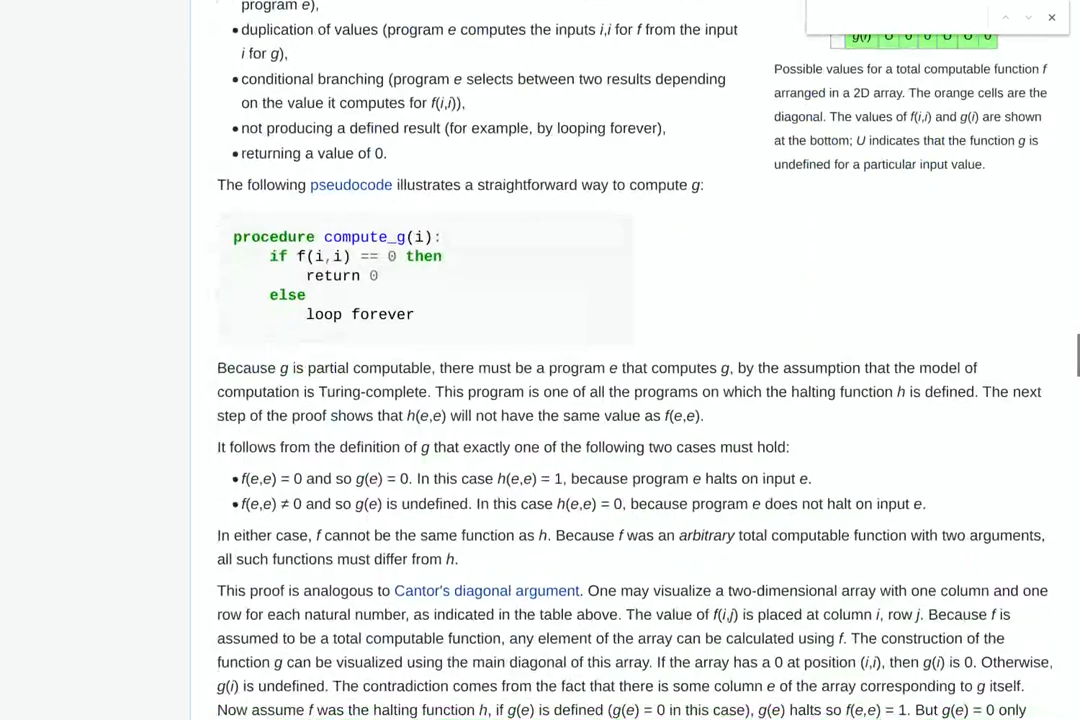 program e),
• duplication of values (program e computes the inputs i,i for f from the input
i for g),
• conditional branching (program e selects between two results depending
on the value it computes for f(i,i)),
• not producing a defined result (for example, by looping forever),
• returning a value of 0.
The following pseudocode illustrates a straightforward way to compute g:
procedure compute_g(i):
if f(i,i) == 0 then
return 0
else
loop forever
g(i) U 0 0 U U 0
Possible values for a total computable function f
arranged in a 2D array. The orange cells are the
diagonal. The values of f(i,i) and g(i) are shown
at the bottom; U indicates that the function g is
undefined for a particular input value.
Because g is partial computable, there must be a program e that computes g, by the assumption that the model of
computation is Turing-complete. This program is one of all the programs on which the halting function h is defined. The next
step of the proof shows that h(e,e) will not have the same value as f(e,e).
It follows from the definition of g that exactly one of the following two cases must hold:
• f(e,e) = 0 and so g(e) = 0. In this case h(e,e) = 1, because program e halts on input e.
• f(e,e) ≠ 0 and so g(e) is undefined. In this case h(e,e) = 0, because program e does not halt on input e.
In either case, f cannot be the same function as h. Because f was an arbitrary total computable function with two arguments,
all such functions must differ from h.
This proof is analogous to Cantor's diagonal argument. One may visualize a two-dimensional array with one column and one
row for each natural number, as indicated in the table above. The value of f(i,j) is placed at column i, row j. Because f is
assumed to be a total computable function, any element of the array can be calculated using f. The construction of the
function g can be visualized using the main diagonal of this array. If the array has a 0 at position (i,i), then g(i) is 0. Otherwise,
g(i) is undefined. The contradiction comes from the fact that there is some column e of the array corresponding to g itself.
Now assume f was the halting function h, if g(e) is defined (g(e) = 0 in this case), g(e) halts so f(e,e) = 1. But g(e) = 0 only